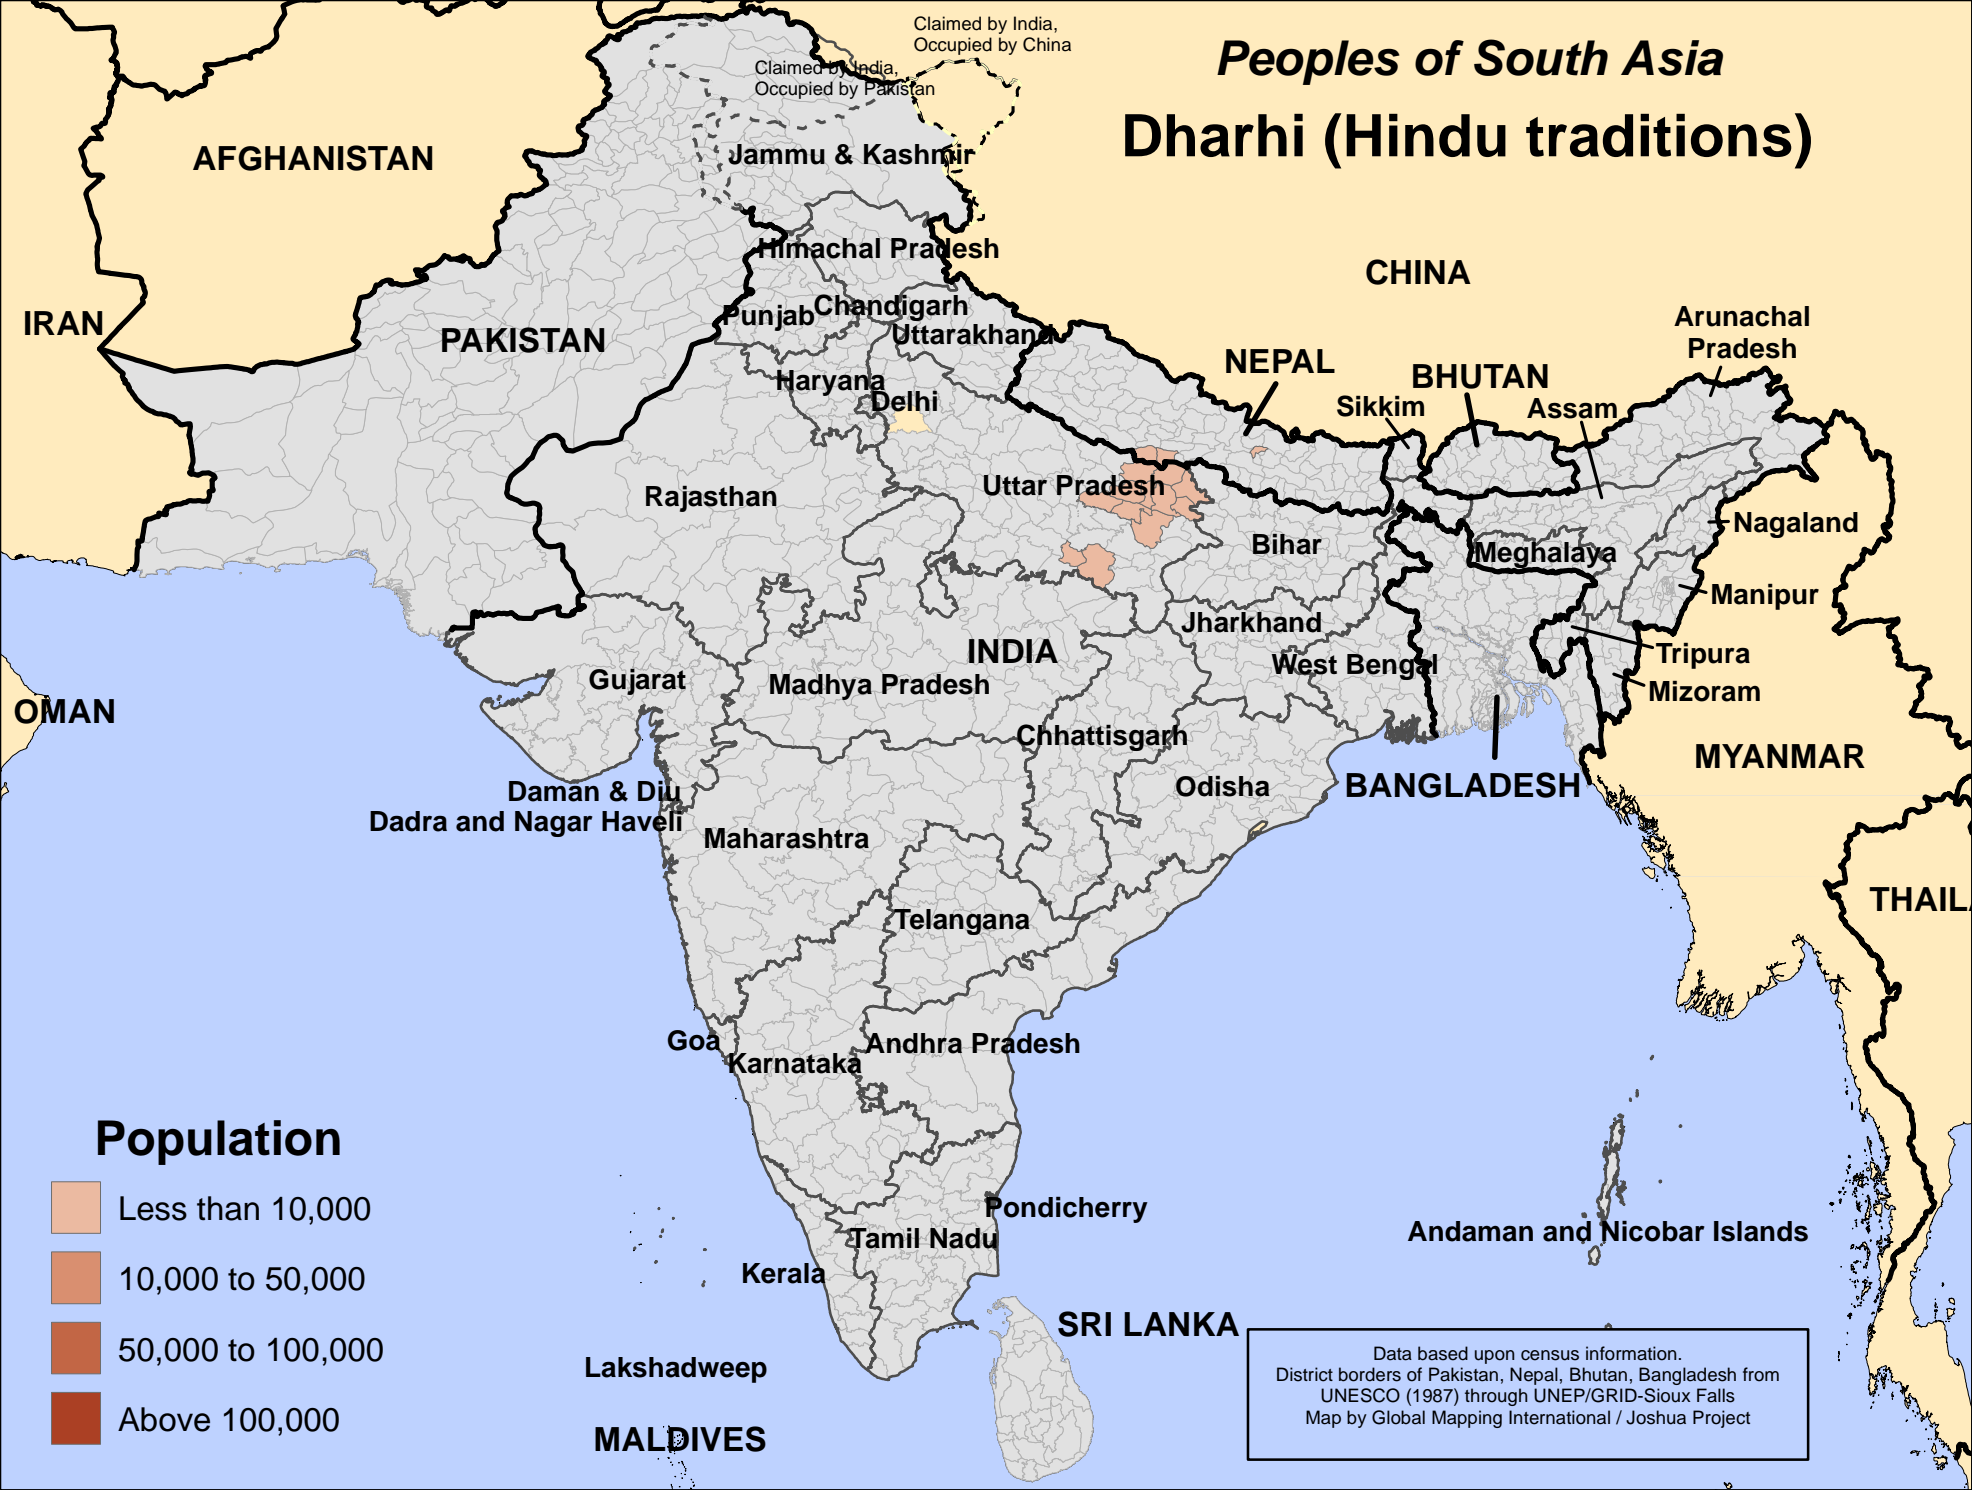 Claimed by India,
Occupied by China
Peoples of South Asia
Claimed by India,
Occupied by Pakistan
Dharhi (Hindu traditions)
AFGHANISTAN
Jammu & Kashmir
Himachal Pradesh
CHINA
IRAN
PAKISTAN
Punjab
Chandigarh
Uttarakhand
Arunachal
Pradesh
NEPAL
BHUTAN
Haryana
Delhi
Sikkim
Assam
Rajasthan
Uttar Pradesh
Bihar
Meghalaya
Nagaland
Manipur
Jharkhand
INDIA
West Bengal
Tripura
Mizoram
Gujarat
Madhya Pradesh
OMAN
Chhattisgarh
MYANMAR
Odisha
BANGLADESH
Daman & Diu
Dadra and Nagar Haveli
Maharashtra
Telangana
THAIL
Goa
Karnataka
Andhra Pradesh
Population
Less than 10,000
10,000 to 50,000
50,000 to 100,000
Above 100,000
Pondicherry
Tamil Nadu
Andaman and Nicobar Islands
Kerala
SRI LANKA
Lakshadweep
MALDIVES
Data based upon census information.
District borders of Pakistan, Nepal, Bhutan, Bangladesh from
UNESCO (1987) through UNEP/GRID-Sioux Falls
Map by Global Mapping International / Joshua Project